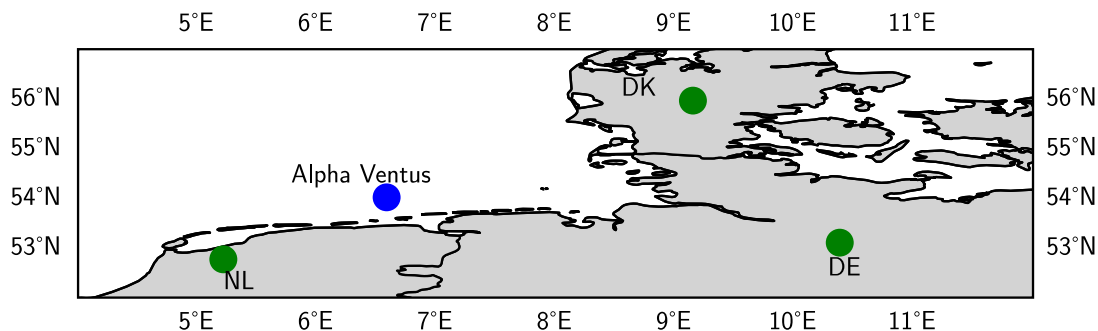 5°E 6°E 7°E 8°E 9°E 10°E 11°E
DK
56°N 56°N
55°N 55°N
Alpha Ventus
54°N 54°N
53°N 53°N
DE
NL
5°E 6°E 7°E 8°E 9°E 10°E 11°E